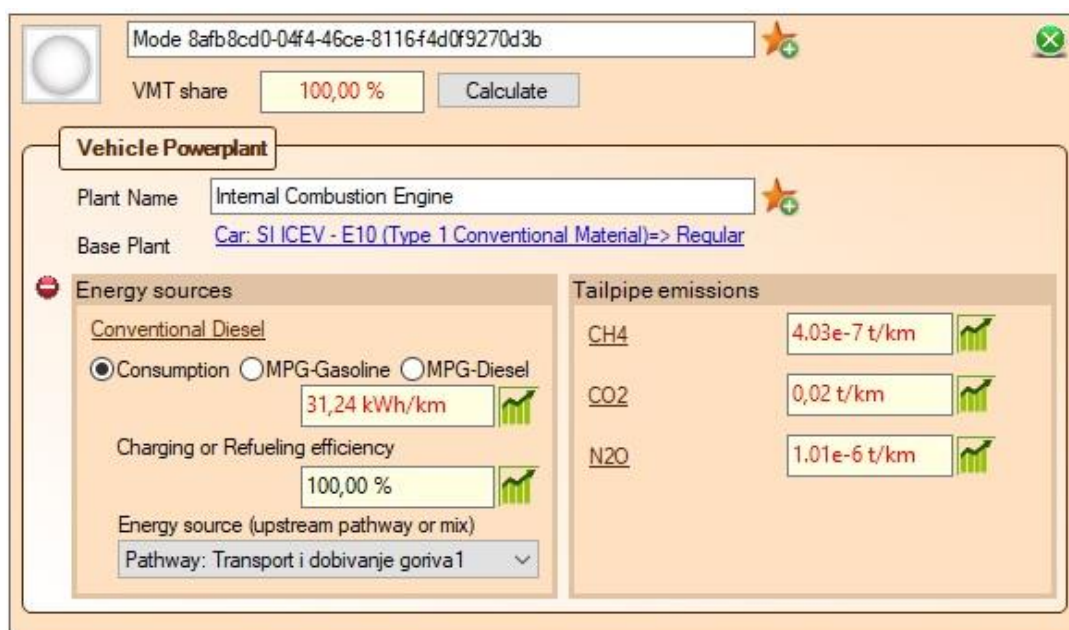 Mode 8afb8cd0-04f4-46ce-8116-f4d0f9270d3b
VMT share 100,00 % Calculate
Vehicle Powerplant
Plant Name Internal Combustion Engine
Base Plant Car: SI ICEV - E10 (Type 1 Conventional Material)=> Regular
Energy sources
Conventional Diesel
Consumption MPG-Gasoline MPG-Diesel
31,24 kWh/km
Charging or Refueling efficiency
100,00 %
Energy source (upstream pathway or mix)
Pathway: Transport i dobivanje goriva1
Tailpipe emissions
CH4 4.03e-7 t/km
CO2 0,02 t/km
N2O 1.01e-6 t/km